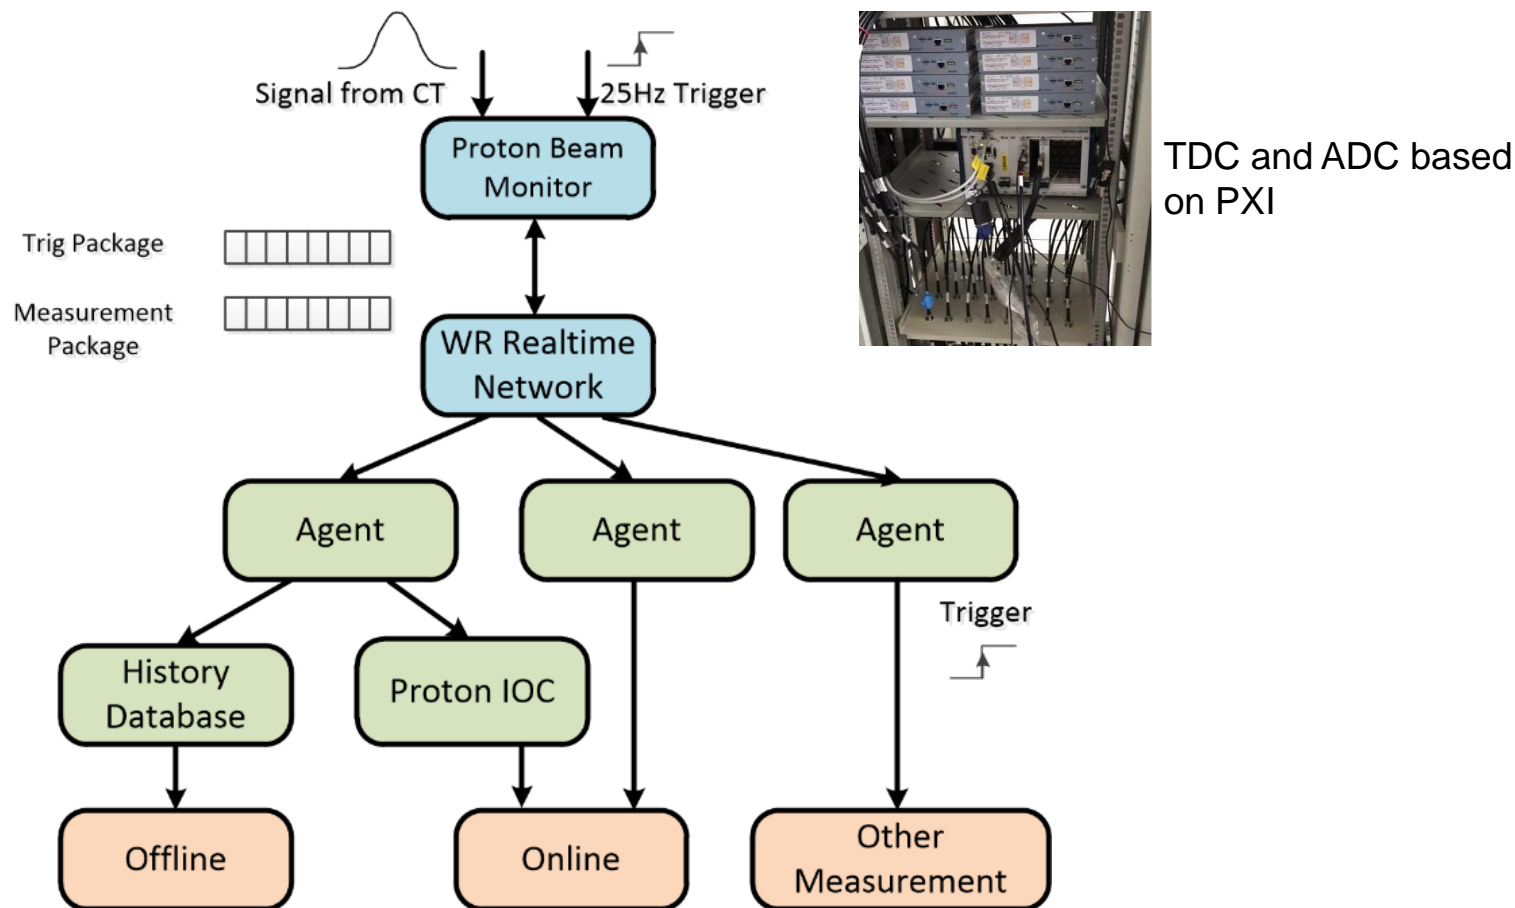 Signal from CT
25Hz Trigger
Proton Beam
Monitor
TDC and ADC based
on PXI
Trig Package
Measurement
Package
WR Realtime
Network
Agent
Agent
Agent
Trigger
History
Database
Proton IOC
Offline
Online
Other
Measurement